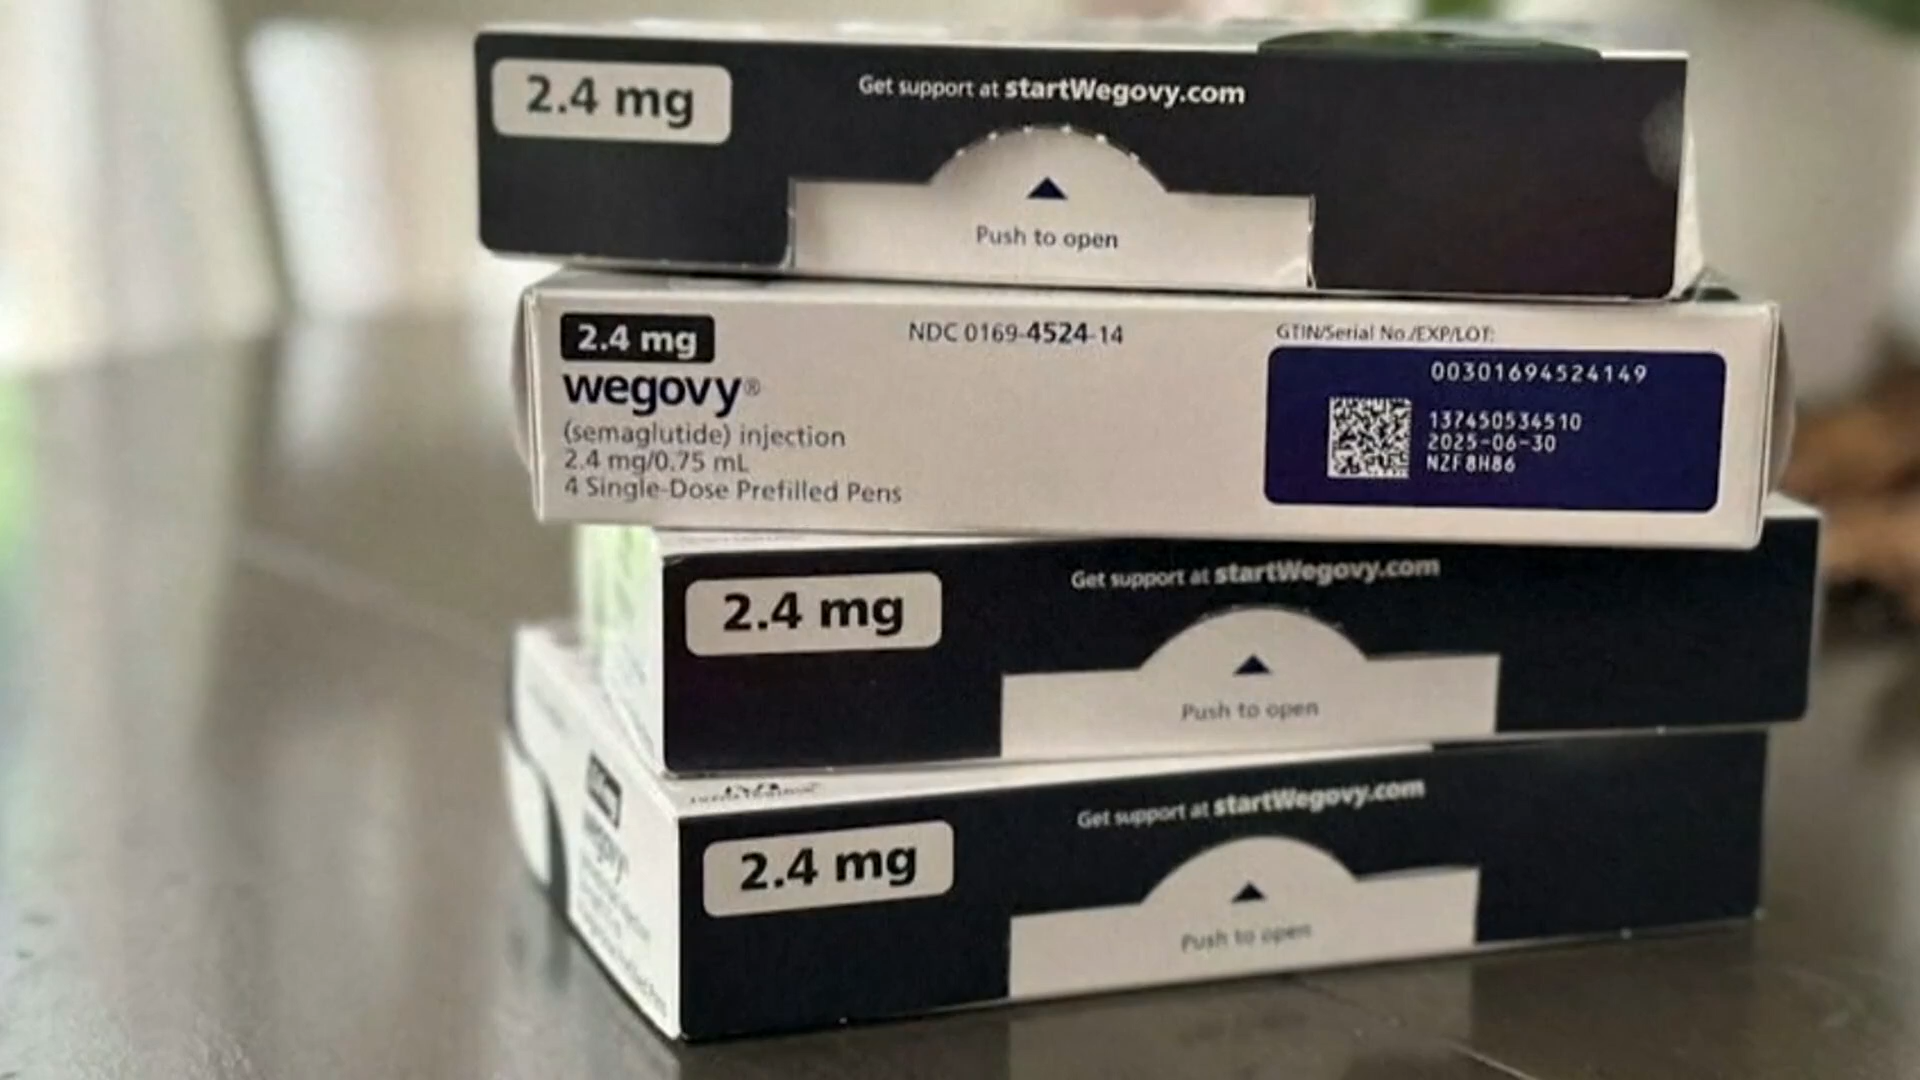 2.4 mg
Get support at startWegovy.com
Push to open
2.4 mg
wegovy®
(semaglutide) injection
2.4 mg/0.75 mL
4 Single-Dose Prefilled Pens
NDC 0169-4524-14
GTIN/Serial No./EXP/LOT:
00301694524149
137450534510
2025-06-30
NZF8H86
2.4 mg
Get support at startWegovy.com
Push to open
2.4 mg
Get support at startWegovy.com
Push to open